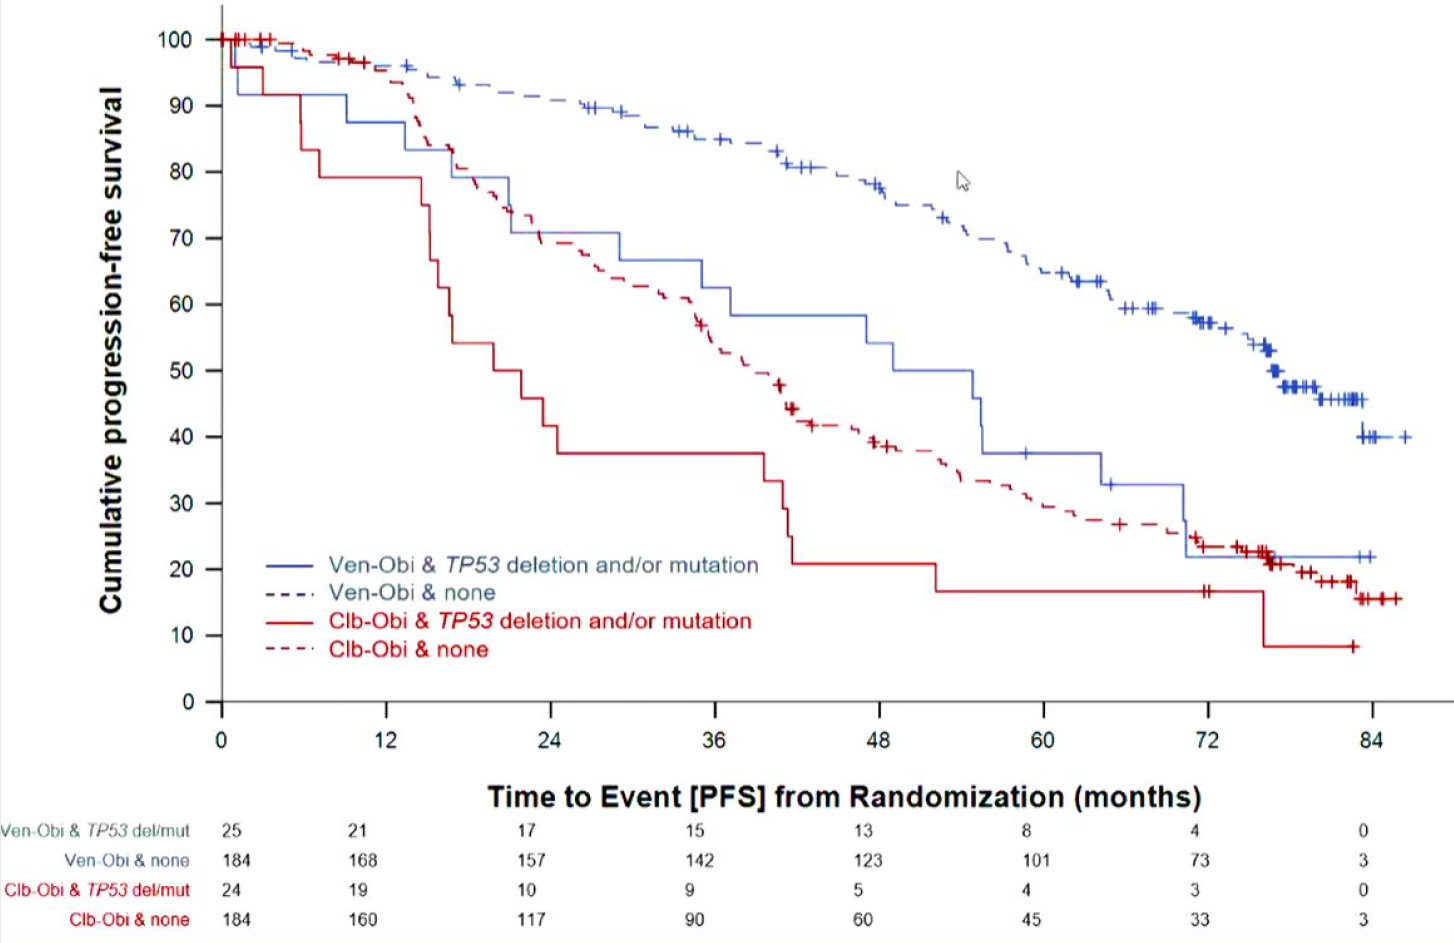 Cumulative progression-free survival
100
90
80
70
60
50
40
30
20
10
0
Ven-Obi & TP53 deletion and/or mutation
Ven-Obi & none
Clb-Obi & TP53 deletion and/or mutation
Clb-Obi & none
0 12 24 36 48 60 72 84
Time to Event [PFS] from Randomization (months)
Ven-Obi & TP53 del/mut 25 21 17 15 13 8 4 0
Ven-Obi & none 184 168 157 142 123 101 73 3
Clb-Obi & TP53 del/mut 24 19 10 9 5 4 3 0
Clb-Obi & none 184 160 117 90 60 45 33 3